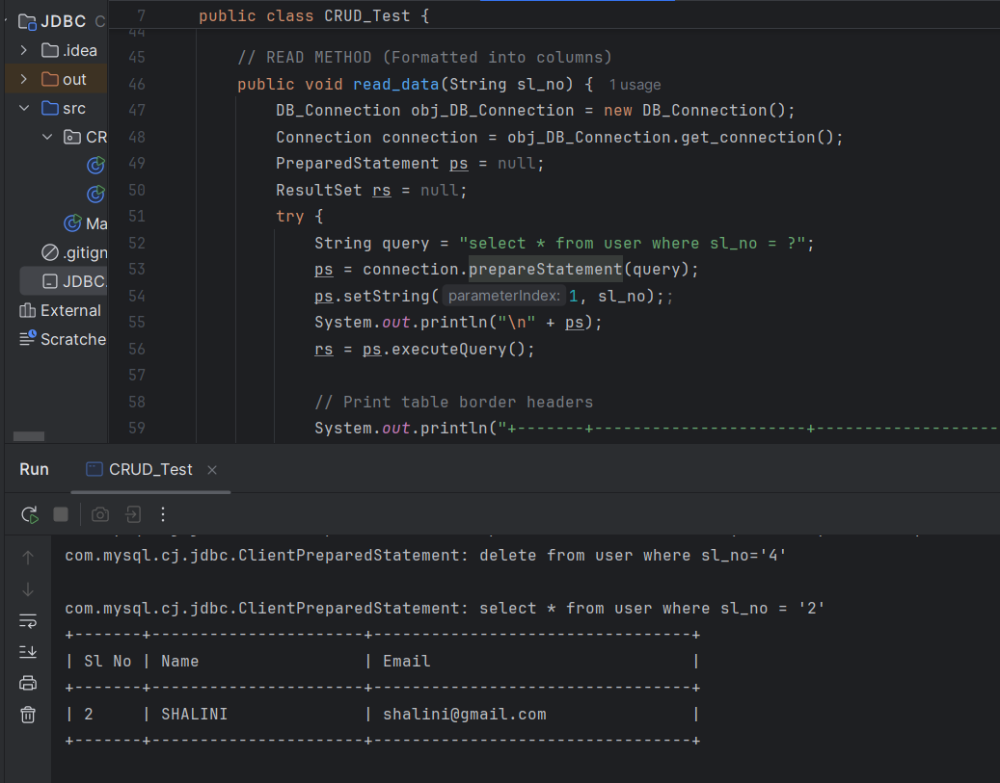 JDBC C
.idea
out
src
CR
Ma
.gitign
JDBC.
External
Scratche
7 public class CRUD_Test {
44
45 // READ METHOD (Formatted into columns)
46 public void read_data(String sl_no) { 1 usage
47 DB_Connection obj_DB_Connection = new DB_Connection();
48 Connection connection = obj_DB_Connection.get_connection();
49 PreparedStatement ps = null;
50 ResultSet rs = null;
51 try {
52 String query = "select * from user where sl_no = ?";
53 ps = connection.prepareStatement(query);
54 ps.setString( parameterIndex: 1, sl_no);;
55 System.out.println("\n" + ps);
56 rs = ps.executeQuery();
57
58 // Print table border headers
59 System.out.println("+-------+----------------------+-------------------
Run CRUD_Test
com.mysql.cj.jdbc.ClientPreparedStatement: delete from user where sl_no='4'
com.mysql.cj.jdbc.ClientPreparedStatement: select * from user where sl_no = '2'
+-------+----------------------+---------------------------------+
| Sl No | Name                 | Email                           |
+-------+----------------------+---------------------------------+
| 2     | SHALINI              | shalini@gmail.com               |
+-------+----------------------+---------------------------------+